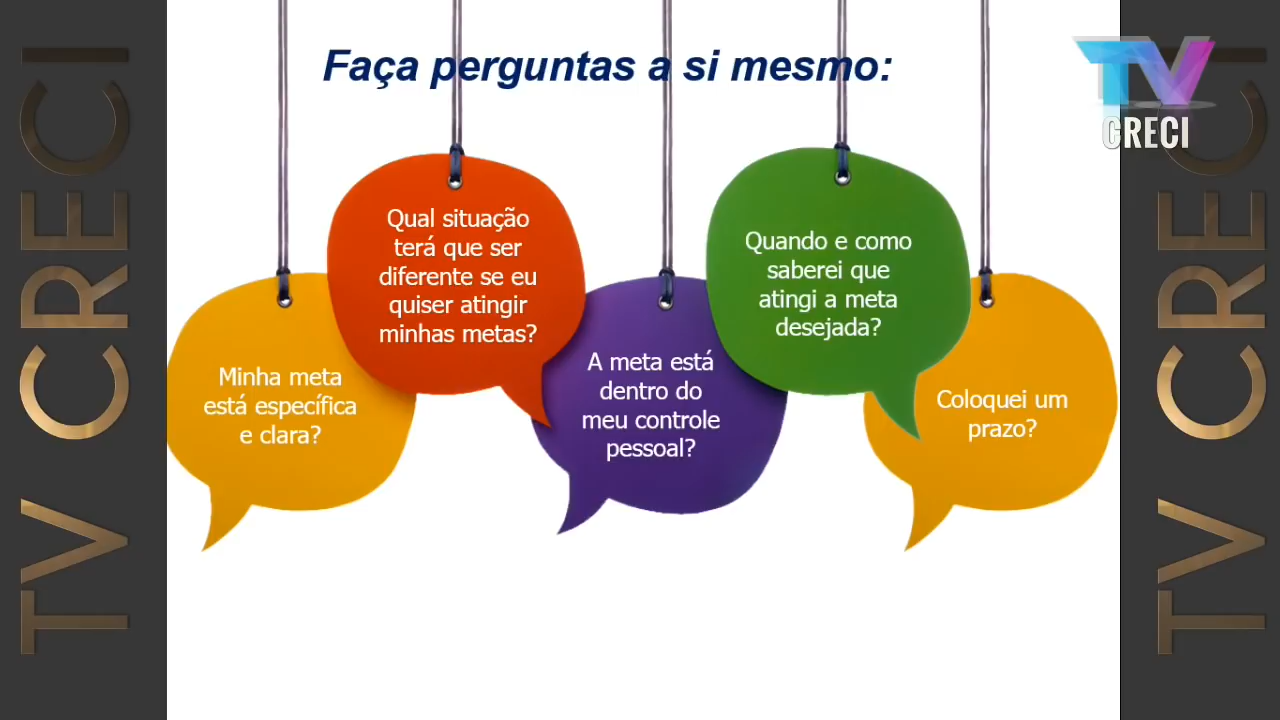 Faça perguntas a si mesmo:
TV
CRECI
TV CRECI
Minha meta
está específica
e clara?
Qual situação
terá que ser
diferente se eu
quiser atingir
minhas metas?
A meta está
dentro do
meu controle
pessoal?
Quando e como
saberei que
atingi a meta
desejada?
Coloquei um
prazo?
TV CRECI